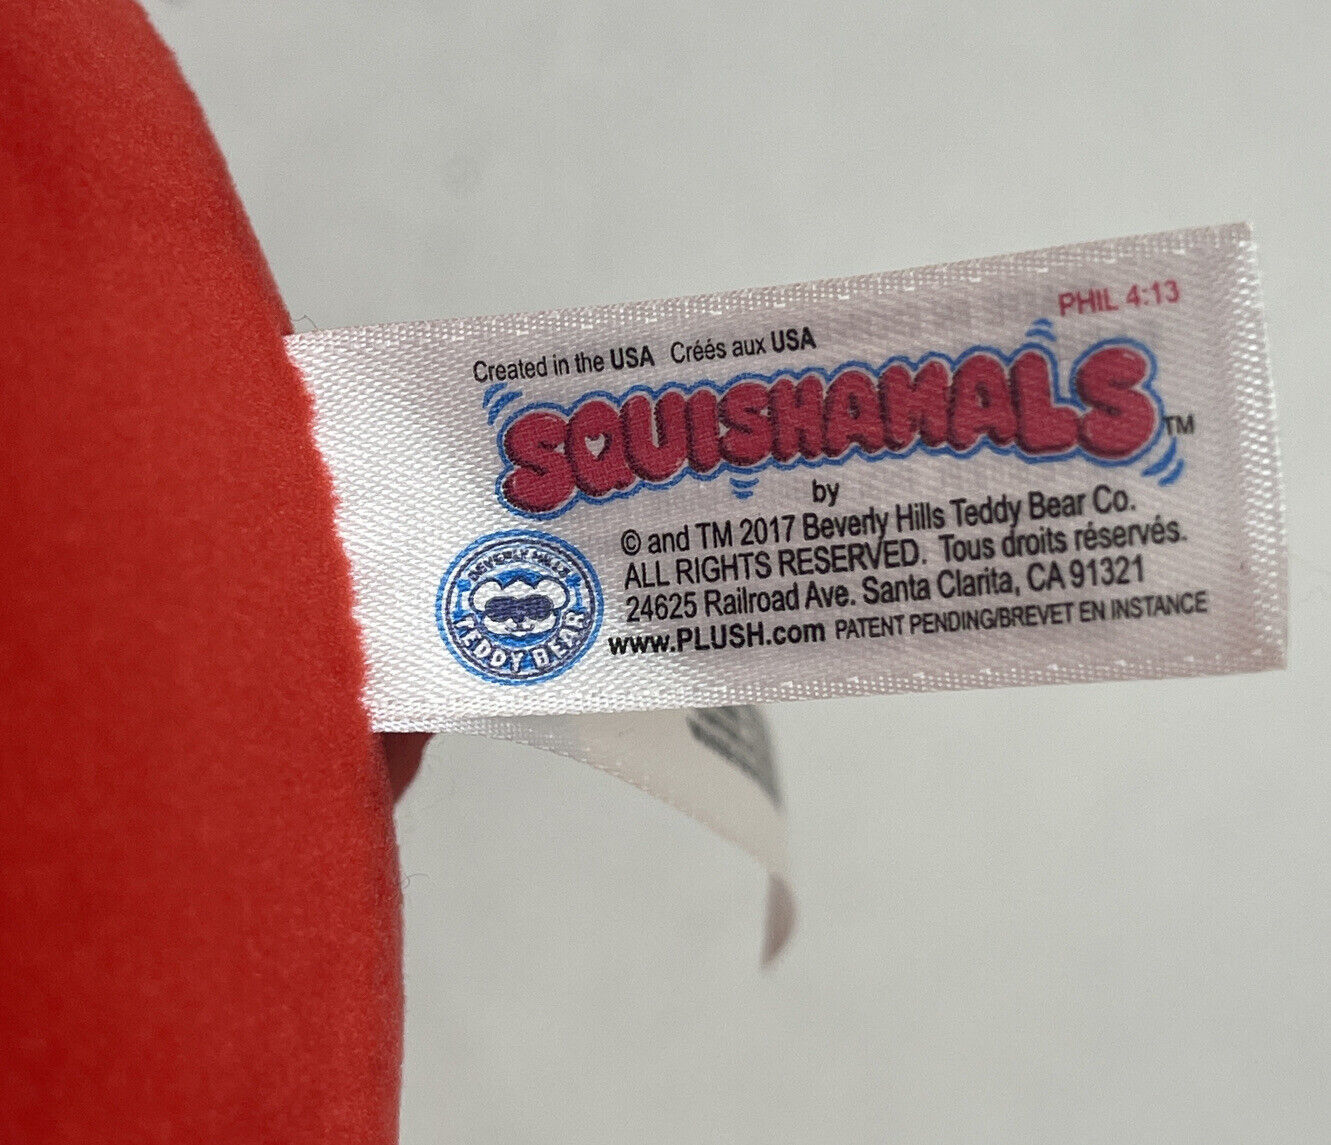 PHIL 4:13
Created in the USA Créés aux USA
SQUISHAMALS TM
by
© and TM 2017 Beverly Hills Teddy Bear Co.
ALL RIGHTS RESERVED. Tous droits réservés.
24625 Railroad Ave. Santa Clarita, CA 91321
www.PLUSH.com PATENT PENDING/BREVET EN INSTANCE
BEVERLY HILLS
TEDDY BEAR